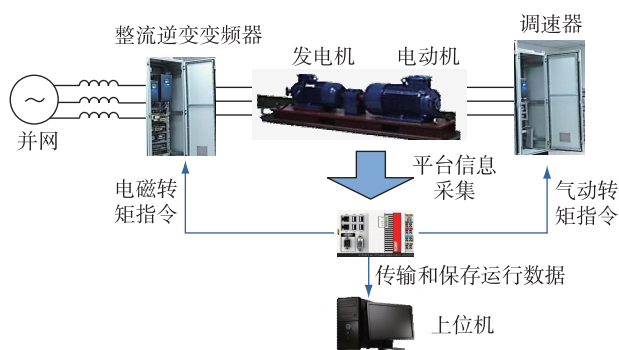 整流逆变变频器
发电机
电动机
调速器
并网
平台信息
采集
电磁转
矩指令
气动转
矩指令
传输和保存运行数据
上位机